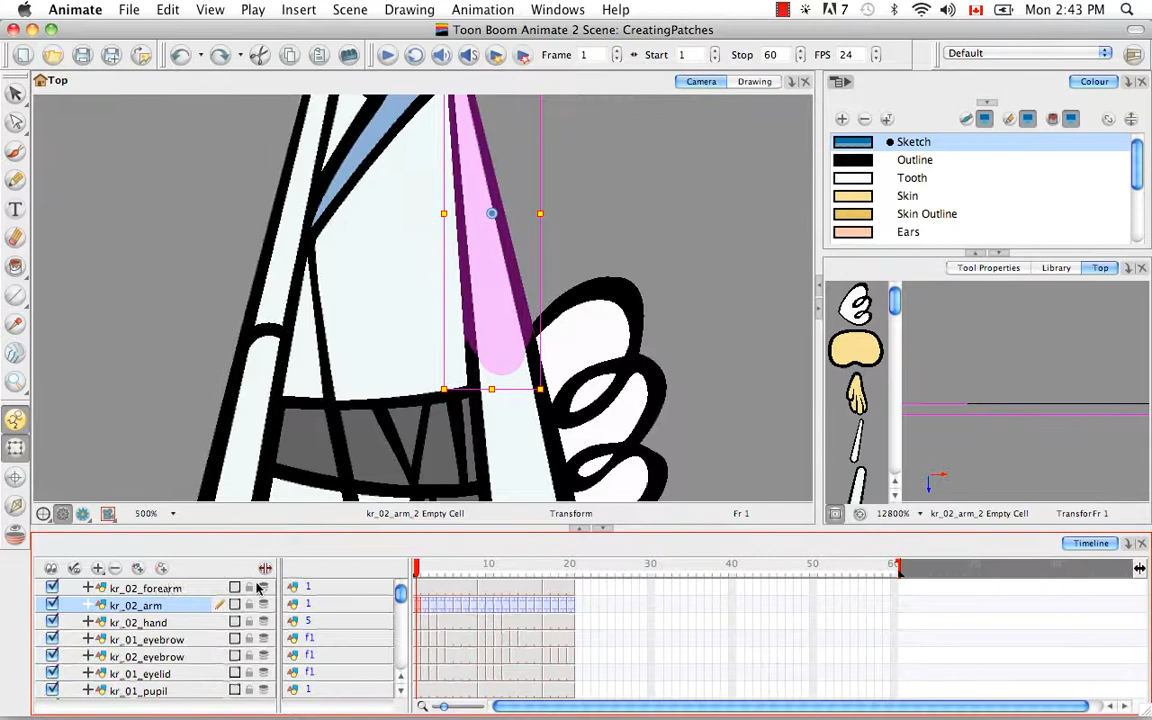 Animate File Edit View Play Insert Scene Drawing Animation Windows Help 7 Mon 2:43 PM
Toon Boom Animate 2 Scene: CreatingPatches
Frame 1 Start 1 Stop 60 FPS 24 Default
Top Camera Drawing Colour
Sketch
Outline
Tooth
Skin
Skin Outline
Ears
Tool Properties Library Top
500% kr_02_arm_2 Empty Cell Transform Fr 1
12800% kr_02_arm_2 Empty Cell TransforFr 1
Timeline
10 20 30 40 50 60
kr_02_forearm 1
kr_02_arm 1
kr_02_hand 5
kr_01_eyebrow f1
kr_02_eyebrow f1
kr_01_eyelid f1
kr_01_pupil 1